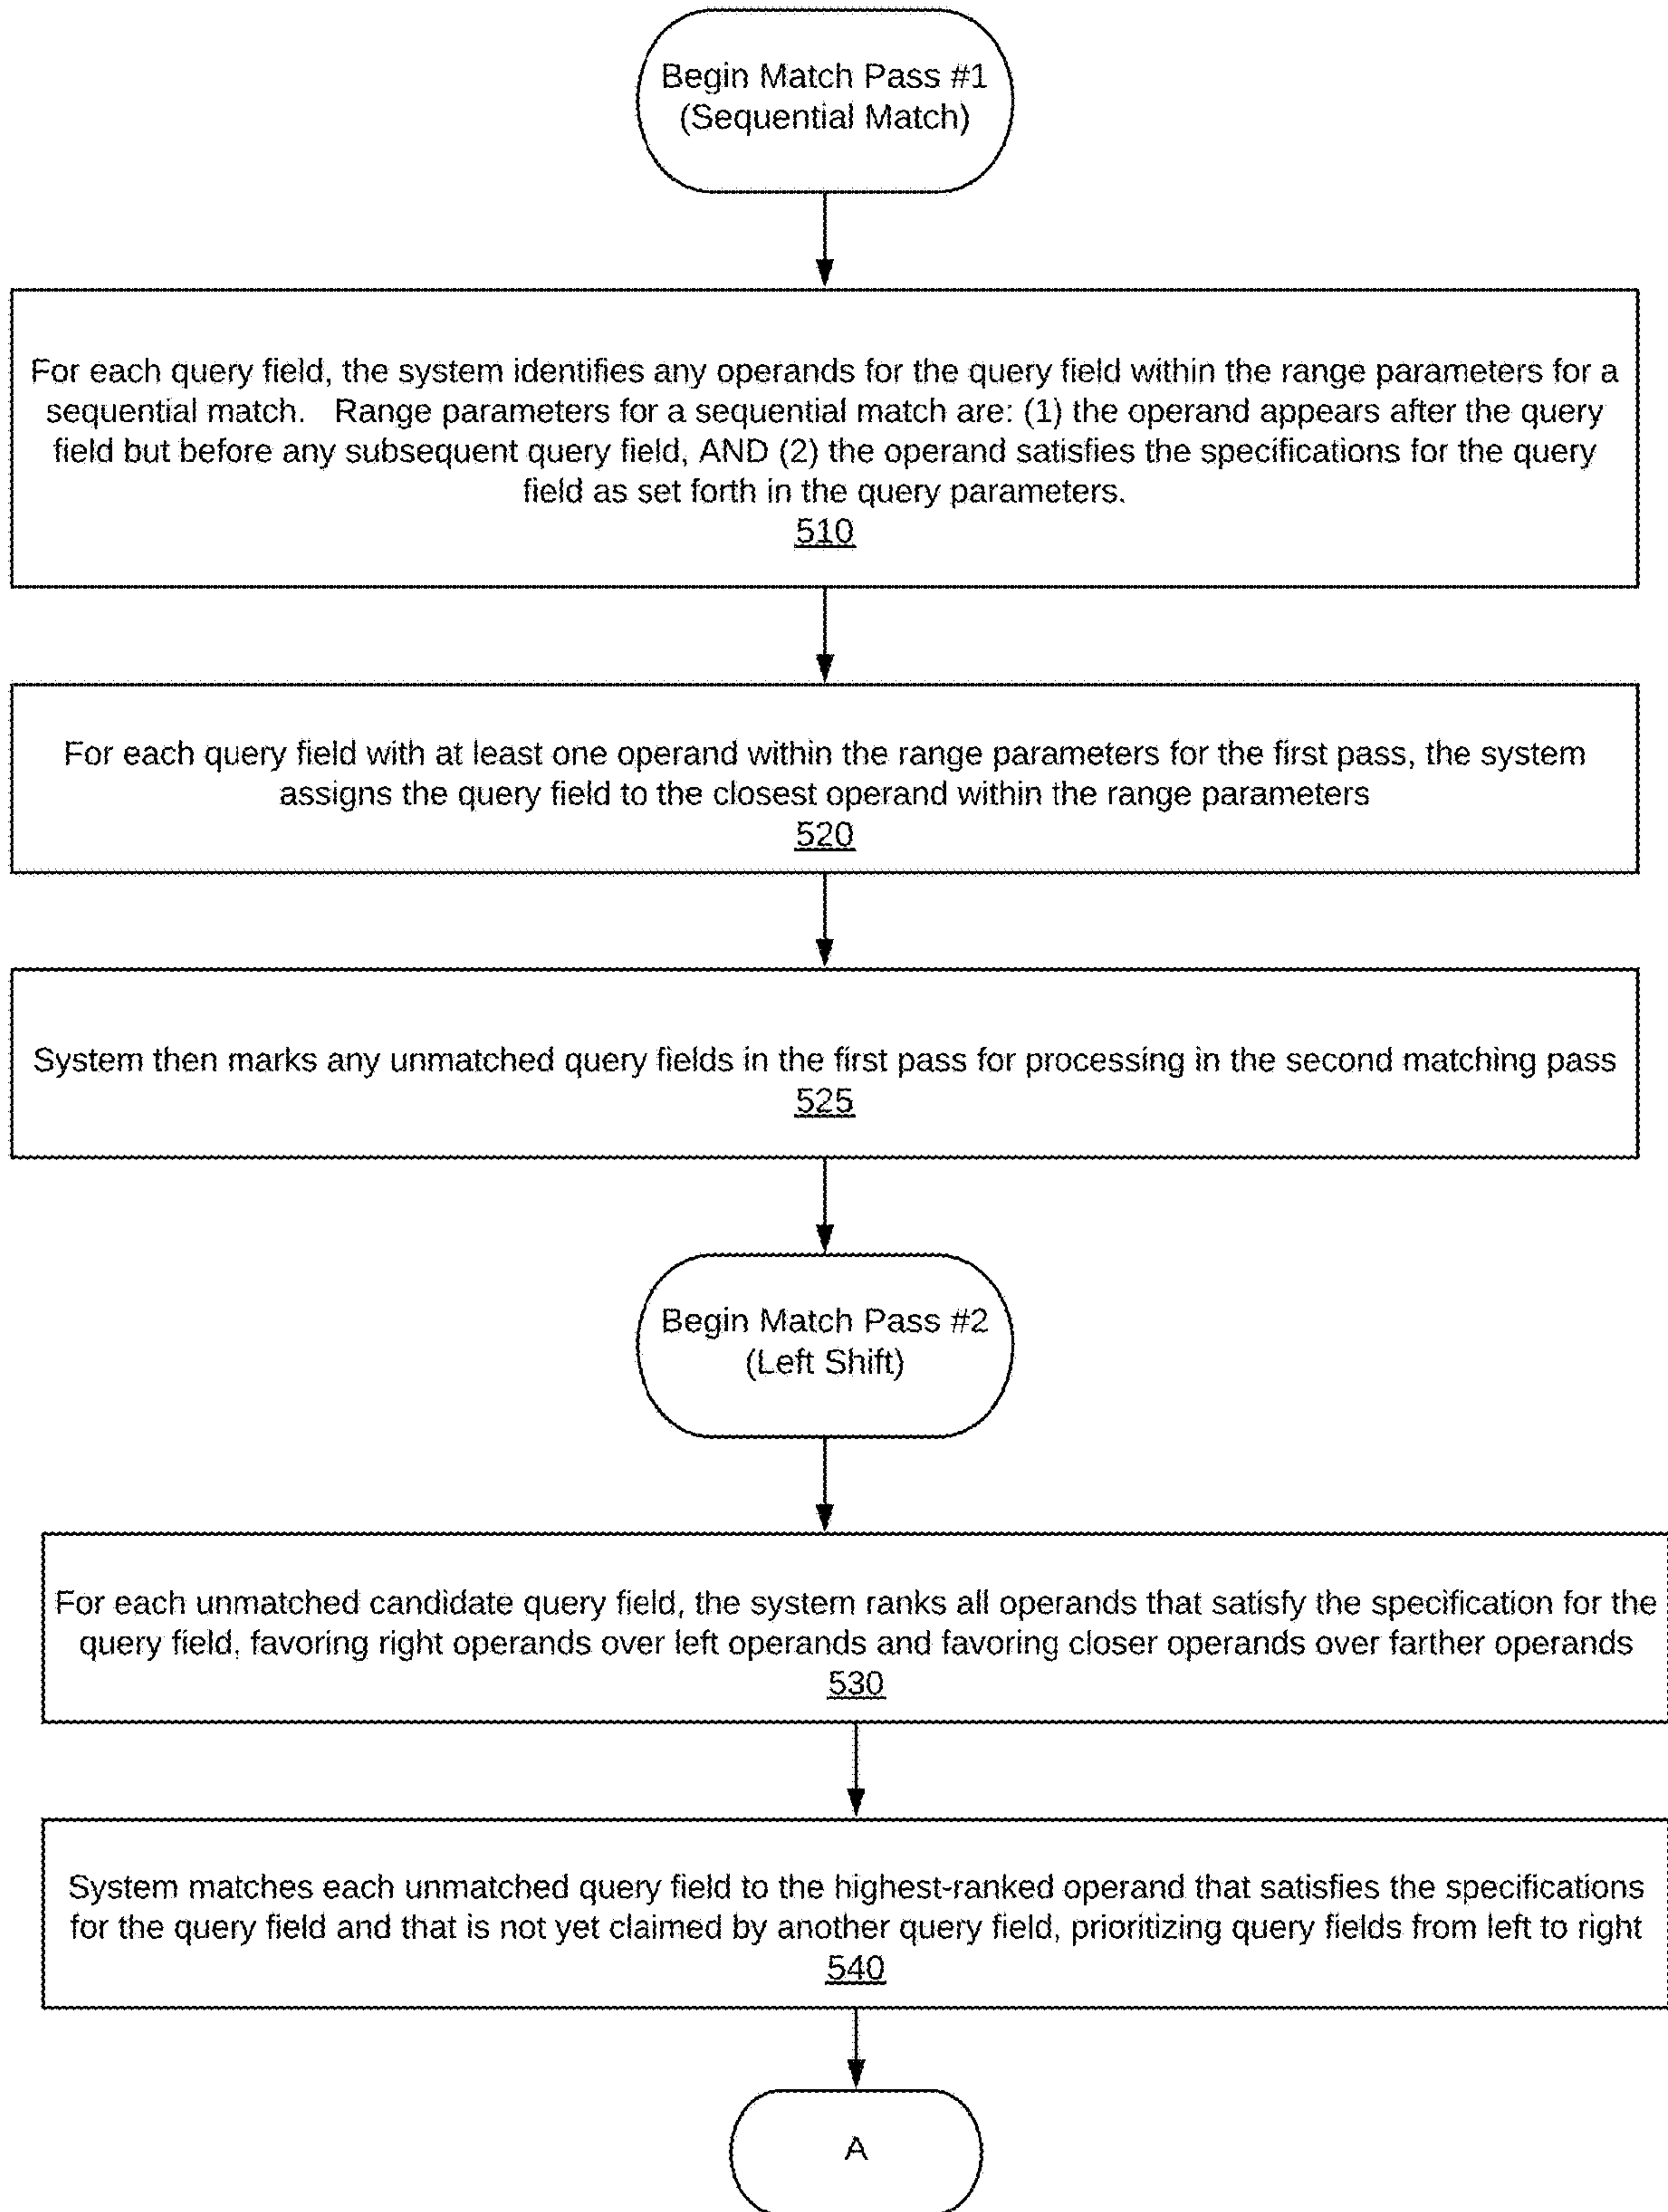 Begin Match Pass #1
(Sequential Match)
For each query field, the system identifies any operands for the query field within the range parameters for a
sequential match.   Range parameters for a sequential match are: (1) the operand appears after the query
field but before any subsequent query field, AND (2) the operand satisfies the specifications for the query
field as set forth in the query parameters.
510
For each query field with at least one operand within the range parameters for the first pass, the system
assigns the query field to the closest operand within the range parameters
520
System then marks any unmatched query fields in the first pass for processing in the second matching pass
525
Begin Match Pass #2
(Left Shift)
For each unmatched candidate query field, the system ranks all operands that satisfy the specification for the
query field, favoring right operands over left operands and favoring closer operands over farther operands
530
System matches each unmatched query field to the highest-ranked operand that satisfies the specifications
for the query field and that is not yet claimed by another query field, prioritizing query fields from left to right
540
A